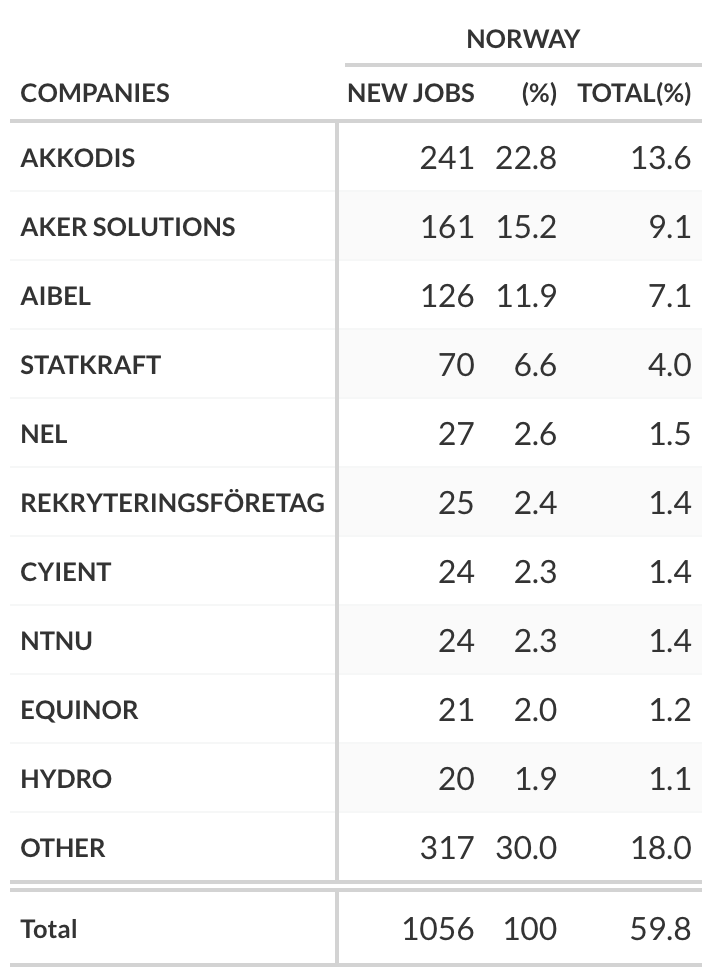 NORWAY
COMPANIES NEW JOBS (%) TOTAL(%)
AKKODIS 241 22.8 13.6
AKER SOLUTIONS 161 15.2 9.1
AIBEL 126 11.9 7.1
STATKRAFT 70 6.6 4.0
NEL 27 2.6 1.5
REKRYTERINGSFÖRETAG 25 2.4 1.4
CYIENT 24 2.3 1.4
NTNU 24 2.3 1.4
EQUINOR 21 2.0 1.2
HYDRO 20 1.9 1.1
OTHER 317 30.0 18.0
Total 1056 100 59.8